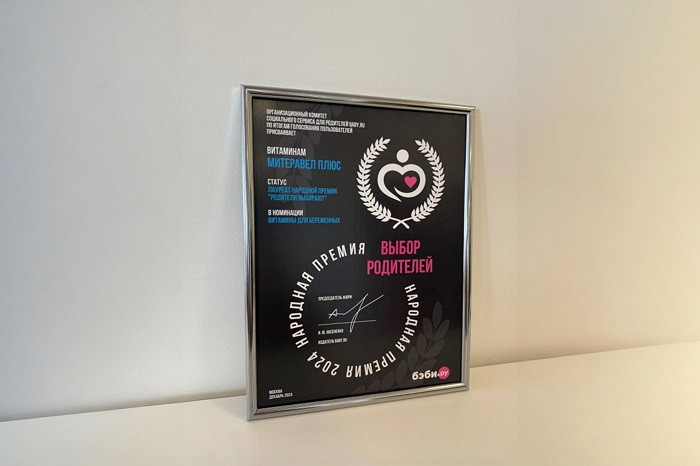 ОРГАНИЗАЦИОННЫЙ КОМИТЕТ
СОЦИАЛЬНОГО СЕРВИСА ДЛЯ РОДИТЕЛЕЙ BABY.RU
ПО ИТОГАМ ГОЛОСОВАНИЯ ПОЛЬЗОВАТЕЛЕЙ
ПРИСВАИВАЕТ
ВИТАМИНАМ
МИТЕРАВЕЛ ПЛЮС
СТАТУС
ЛАУРЕАТ НАРОДНОЙ ПРЕМИИ
"РОДИТЕЛИ ВЫБИРАЮТ"
В НОМИНАЦИИ
ВИТАМИНЫ ДЛЯ БЕРЕМЕННЫХ
ВЫБОР
РОДИТЕЛЕЙ
НАРОДНАЯ ПРЕМИЯ
НАРОДНАЯ ПРЕМИЯ 2024
ПРЕДСЕДАТЕЛЬ ЖЮРИ
Н. Ю. АКСЕНЕНКО
ИЗДАТЕЛЬ BABY.RU
МОСКВА
ДЕКАБРЬ 2024
бэби.ру